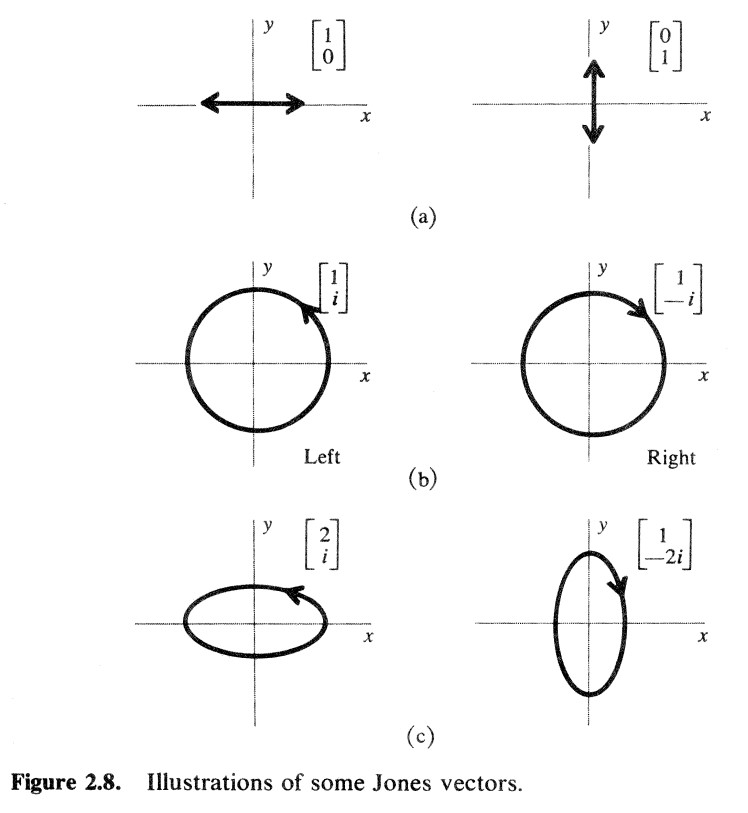 y [1 0] y [0 1]
x x
(a)
y [1 i] y [1 —i]
x x
Left Right
(b)
y [2 i] y [1 —2i]
x x
(c)
Figure 2.8. Illustrations of some Jones vectors.